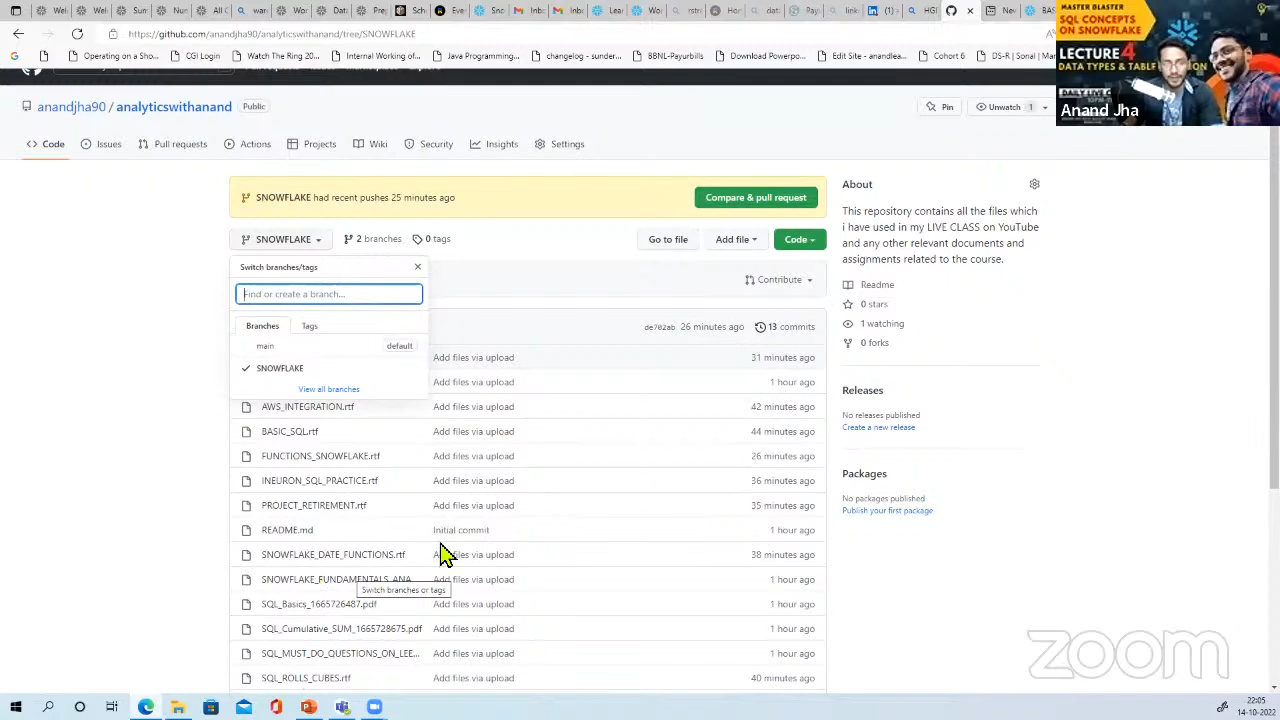 https://github.com/anandjha90/analyticswithanand/tre
Operating on a Sho...
CGI Login
Watch The Ring 20...
Java Programming...
changelog - sunder...
BBNL-Payurbills
Download Powerpo...
Edit site - andlea...
DS-R | Sonal | Man
MASTER BLASTER
SQL CONCEPTS
ON SNOWFLAKE
LECTURE 4
DATA TYPES & TABLE
Anand Jha
anandjha90 / analyticswithanand
Public
Pin
Unwatch 1
Code
Issues
Pull requests
Actions
Projects
Wiki
Security
Insights
Settings
SNOWFLAKE had recent pushes 25 minutes ago
Compare & pull request
SNOWFLAKE
2 branches
0 tags
Go to file
Add file
Code
Switch branches/tags
Find or create a branch...
Branches
Tags
main
default
SNOWFLAKE
View all branches
Contribute
de702ab 26 minutes ago
13 commits
Add files via upload
31 minutes ago
Add files via upload
1 hour ago
AWS_INTEGRATION.rtf
Add files via upload
42 minutes ago
BASIC_SQL.rtf
Add files via upload
44 minutes ago
FUNCTIONS_SNOWFLAKE.rtf
Add files via upload
26 minutes ago
INEURON_SQL_PRACTICE.rtf
Add files via upload
36 minutes ago
PROJECT_RETIREMENT.rtf
Add files via upload
35 minutes ago
README.md
Initial commit
1 hour ago
SNOWFLAKE_DATE_FUNCTIONS.rtf
Add files via upload
38 minutes ago
SNOWFLAKE_FUNDAMENTALS_ANA
Add files via upload
1 hour ago
Switch branches or tags
SQL_Basics_1665726487.pdf
Add files via upload
1 hour ago
SQL_Cumulative_SUM_1665728675.pdf
Add files via upload
1 hour ago
SQL_MUST_DO_QUESTIONS_ON_LEE...
Add files via upload
1 hour ago
SQL_ROLLS_CUBES.rtf
Add files via upload
40 minutes ago
About
This repository contains all the files which
i have used in my LIVE CLASS on YouTube
and any other relevant documents and
assignments related to the course.
Readme
0 stars
1 watching
0 forks
Releases
No releases published
Create a new release
Packages
No packages published
Publish your first package
zoom
22:05
14-10-2022